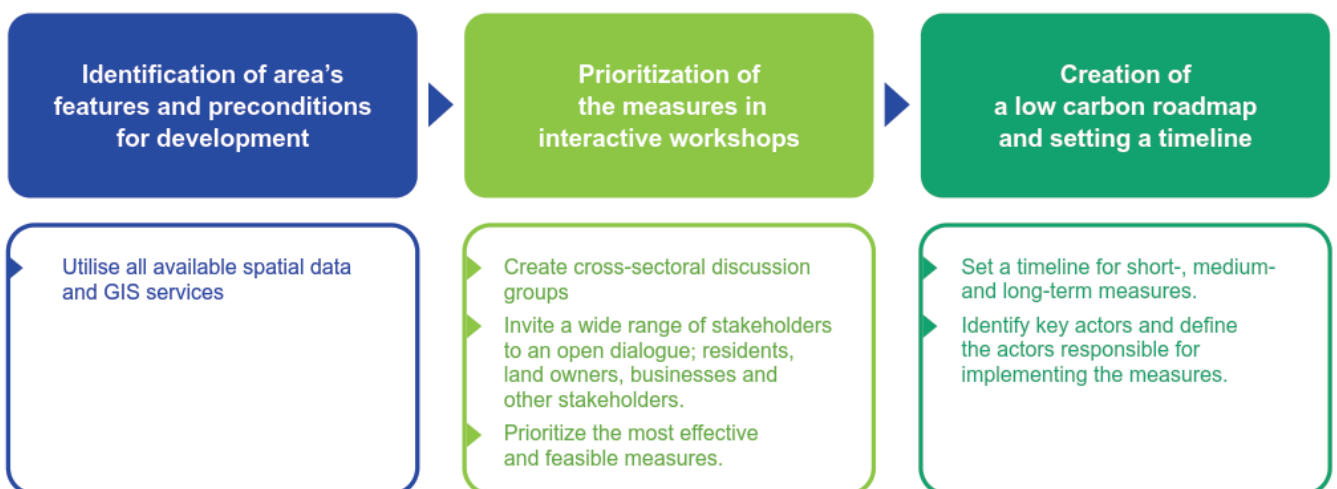 Identification of area’s
features and preconditions
for development
Prioritization of
the measures in
interactive workshops
Creation of
a low carbon roadmap
and setting a timeline
Utilise all available spatial data
and GIS services
Create cross-sectoral discussion
groups
Invite a wide range of stakeholders
to an open dialogue; residents,
land owners, businesses and
other stakeholders.
Prioritize the most effective
and feasible measures.
Set a timeline for short-, medium-
and long-term measures.
Identify key actors and define
the actors responsible for
implementing the measures.